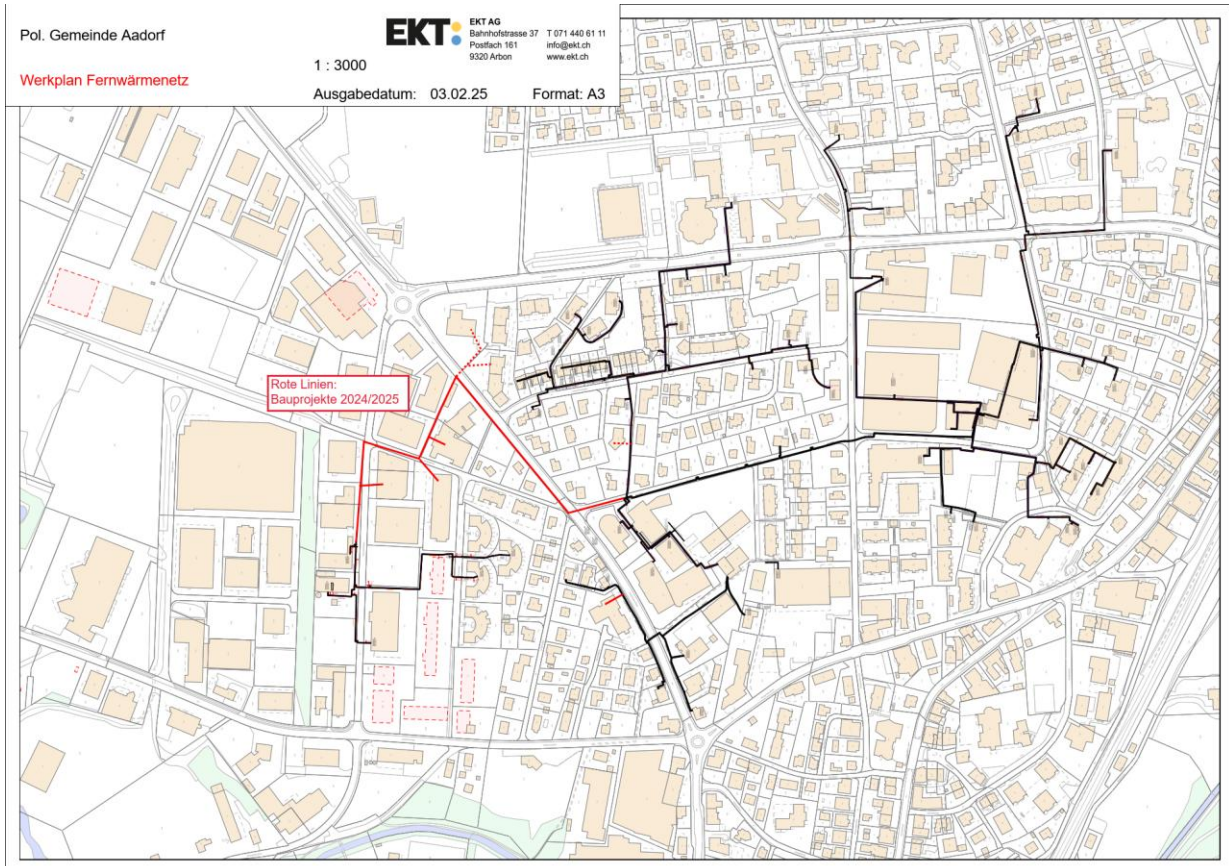 Pol. Gemeinde Aadorf
Werkplan Fernwärmenetz
1 : 3000
Ausgabedatum: 03.02.25 Format: A3
EKT
EKT AG
Bahnhofstrasse 37 T 071 440 61 11
Postfach 161 info@ekt.ch
9320 Arbon www.ekt.ch
Rote Linien:
Bauprojekte 2024/2025